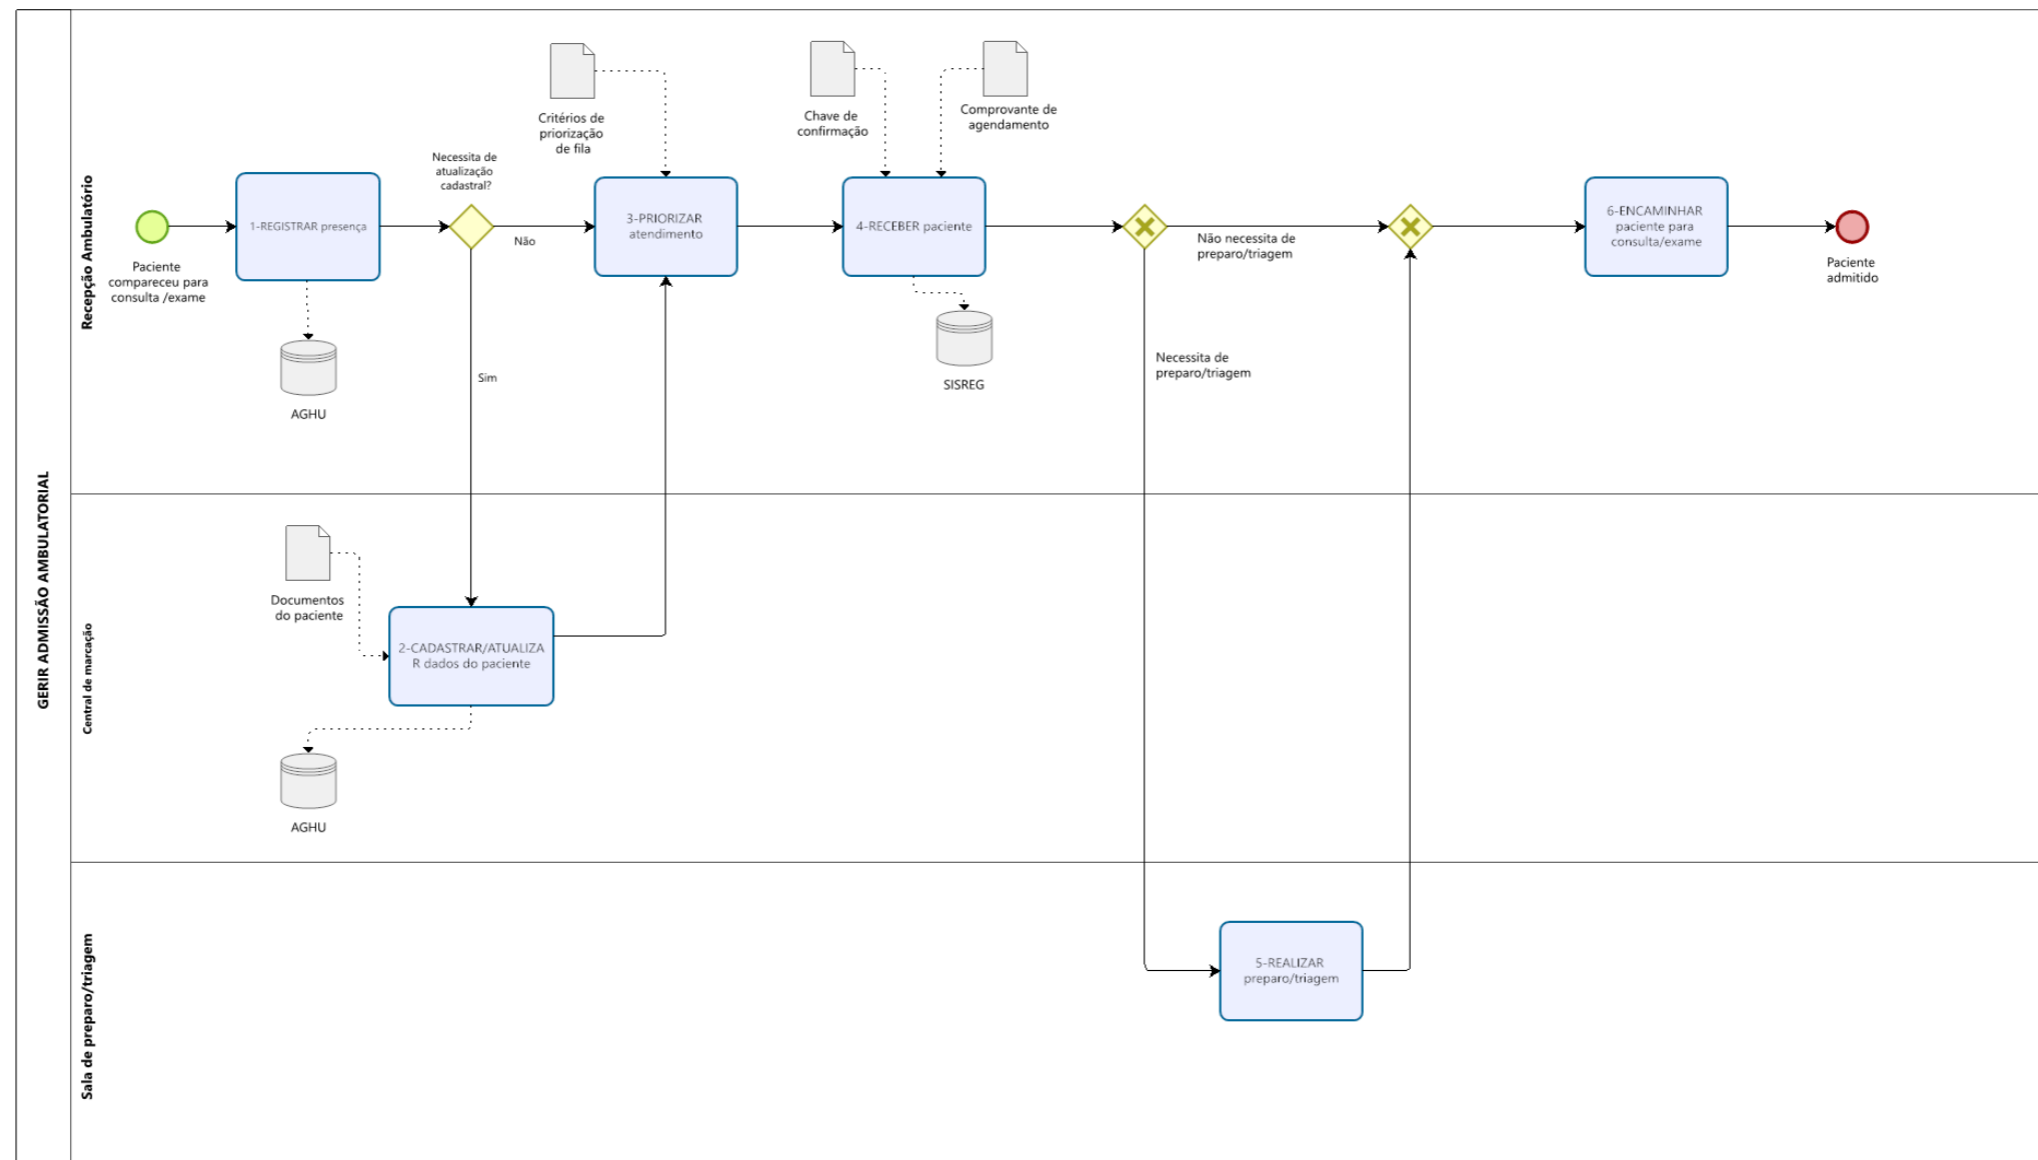 GERIR ADMISSÃO AMBULATORIAL
Recepção Ambulatório
Paciente
compareceu para
consulta /exame
1-REGISTRAR presença
AGHU
Necessita de
atualização
cadastral?
Não
Sim
Critérios de
priorização
de fila
3-PRIORIZAR
atendimento
Chave de
confirmação
Comprovante de
agendamento
4-RECEBER paciente
SISREG
Não necessita de
preparo/triagem
Necessita de
preparo/triagem
6-ENCAMINHAR
paciente para
consulta/exame
Paciente
admitido
Central de marcação
Documentos
do paciente
2-CADASTRAR/ATUALIZA
R dados do paciente
AGHU
Sala de preparo/triagem
5-REALIZAR
preparo/triagem